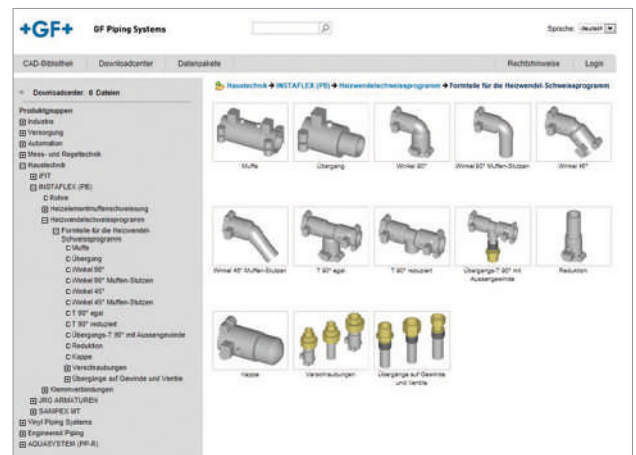 +GF+
GF Piping Systems
Sprache: deutsch
CAD-Bibliothek
Downloadcenter
Datenpakete
Rechtshinweise
Login
Downloadcenter: 0 Dateien
Haustechnik → INSTAFLEX (PB) → Heizwendelschweissprogramm → Formteile für die Heizwendel-Schweissprogramm
Produktgruppen
Industrie
Versorgung
Automation
Mess- und Regeltechnik
Haustechnik
iFIT
INSTAFLEX (PB)
Rohre
Heizelementmuffenschweissung
Heizwendelschweissprogramm
Formteile für die Heizwendel-
Schweissprogramm
Muffe
Übergang
Winkel 90°
Winkel 90° Muffen-Stutzen
Winkel 45°
Winkel 45° Muffen-Stutzen
T 90° egal
T 90° reduziert
Übergangs-T 90° mit Aussengewinde
Reduktion
Kappe
Verschraubungen
Übergänge auf Gewinde und Ventile
Klemmverbindungen
JRG ARMATUREN
SANIPEX MT
Vinyl Piping Systems
Engineered Piping
AQUASYSTEM (PP-R)
Muffe
Übergang
Winkel 90°
Winkel 90° Muffen-Stutzen
Winkel 45°
Winkel 45° Muffen-Stutzen
T 90° egal
T 90° reduziert
Übergangs-T 90° mit
Aussengewinde
Reduktion
Kappe
Verschraubungen
Übergänge auf Gewinde
und Ventile